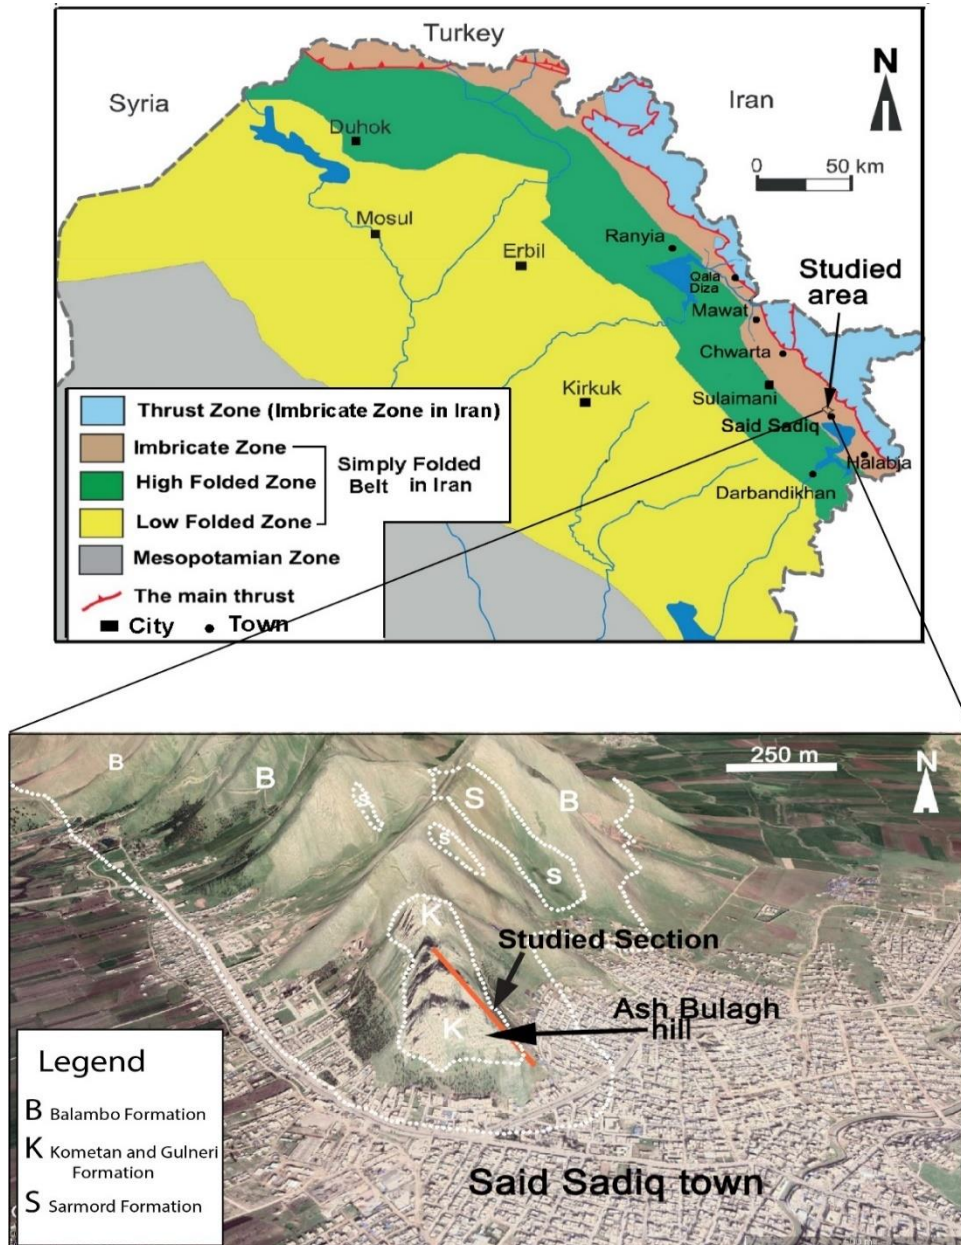 Turkey
N
Syria
Iran
0 50 km
Duhok
Mosul
Erbil
Ranyia
Qala
Diza
Studied
area
Mawat
Chwarta
Kirkuk
Sulaimani
Said Sadiq
Halabja
Darbandikhan
Thrust Zone (Imbricate Zone in Iran)
Imbricate Zone
High Folded Zone
Low Folded Zone
Simply Folded
Belt in Iran
Mesopotamian Zone
The main thrust
City Town
B
B
S
S
B
250 m
N
S
S
K
Studied Section
Ash Bulagh
hill
K
Legend
B Balambo Formation
K Kometan and Gulneri
Formation
S Sarmord Formation
Said Sadiq town